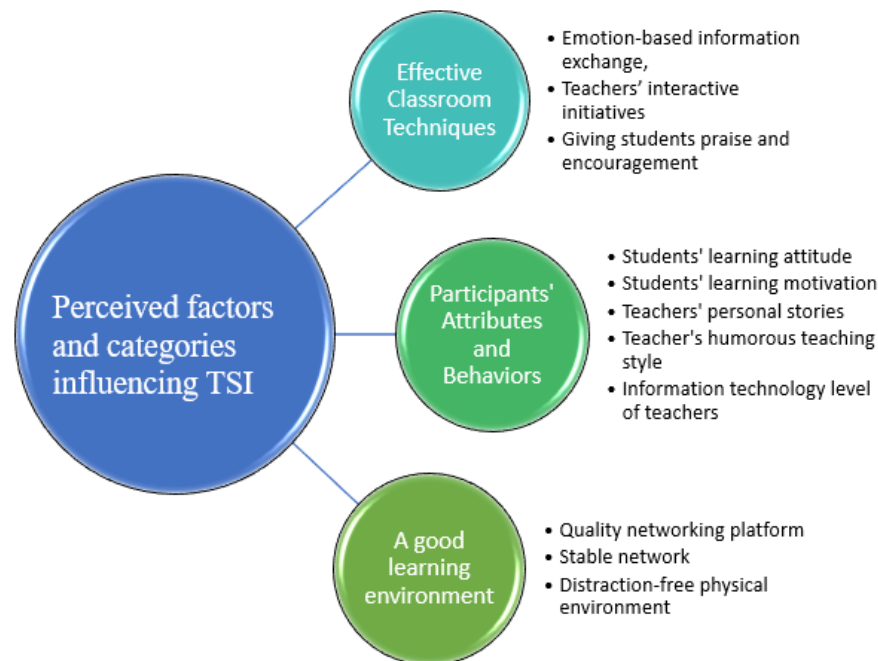 Perceived factors
and categories
influencing TSI
Effective
Classroom
Techniques
• Emotion-based information
exchange,
• Teachers’ interactive
initiatives
• Giving students praise and
encouragement
Participants'
Attributes
and
Behaviors
• Students' learning attitude
• Students' learning motivation
• Teachers' personal stories
• Teacher's humorous teaching
style
• Information technology level
of teachers
A good
learning
environment
• Quality networking platform
• Stable network
• Distraction-free physical
environment